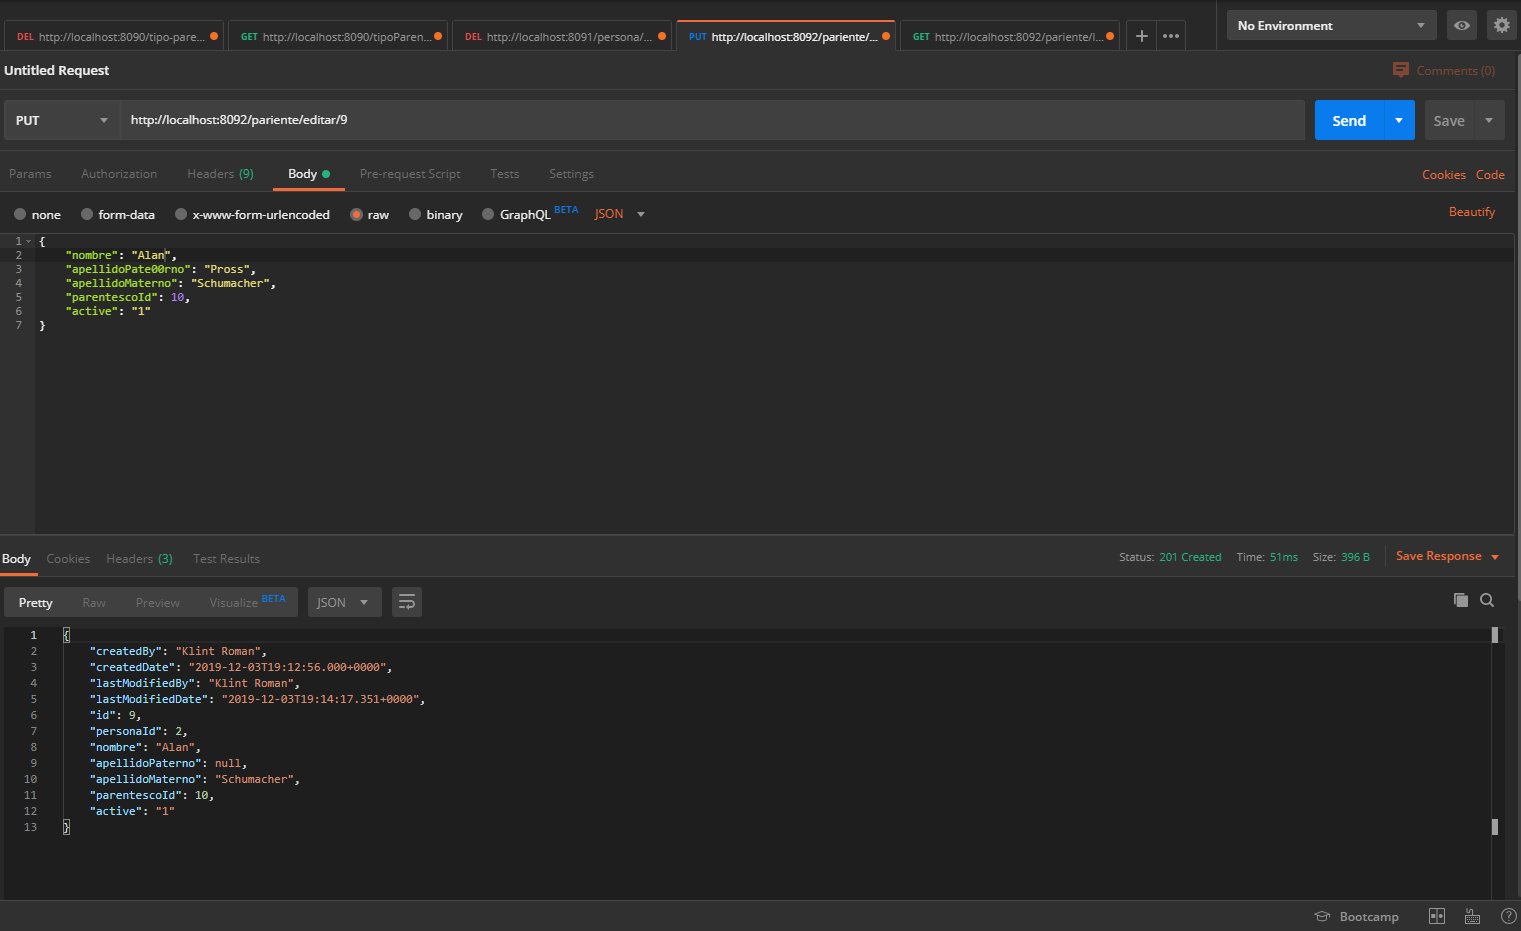 DEL http://localhost:8090/tipo-pare... GET http://localhost:8090/tipoParen... DEL http://localhost:8091/persona/... PUT http://localhost:8092/pariente/... GET http://localhost:8092/pariente/l... No Environment
Untitled Request Comments (0)
PUT http://localhost:8092/pariente/editar/9 Send Save
Params Authorization Headers (9) Body Pre-request Script Tests Settings Cookies Code
none form-data x-www-form-urlencoded raw binary GraphQL BETA JSON Beautify
1 {
2 "nombre": "Alan",
3 "apellidoPate00rno": "Pross",
4 "apellidoMaterno": "Schumacher",
5 "parentescoId": 10,
6 "active": "1"
7 }
Body Cookies Headers (3) Test Results Status: 201 Created Time: 51ms Size: 396 B Save Response
Pretty Raw Preview Visualize BETA JSON
1 {
2 "createdBy": "Klint Roman",
3 "createdDate": "2019-12-03T19:12:56.000+0000",
4 "lastModifiedBy": "Klint Roman",
5 "lastModifiedDate": "2019-12-03T19:14:17.351+0000",
6 "id": 9,
7 "personaId": 2,
8 "nombre": "Alan",
9 "apellidoPaterno": null,
10 "apellidoMaterno": "Schumacher",
11 "parentescoId": 10,
12 "active": "1"
13 }
Bootcamp